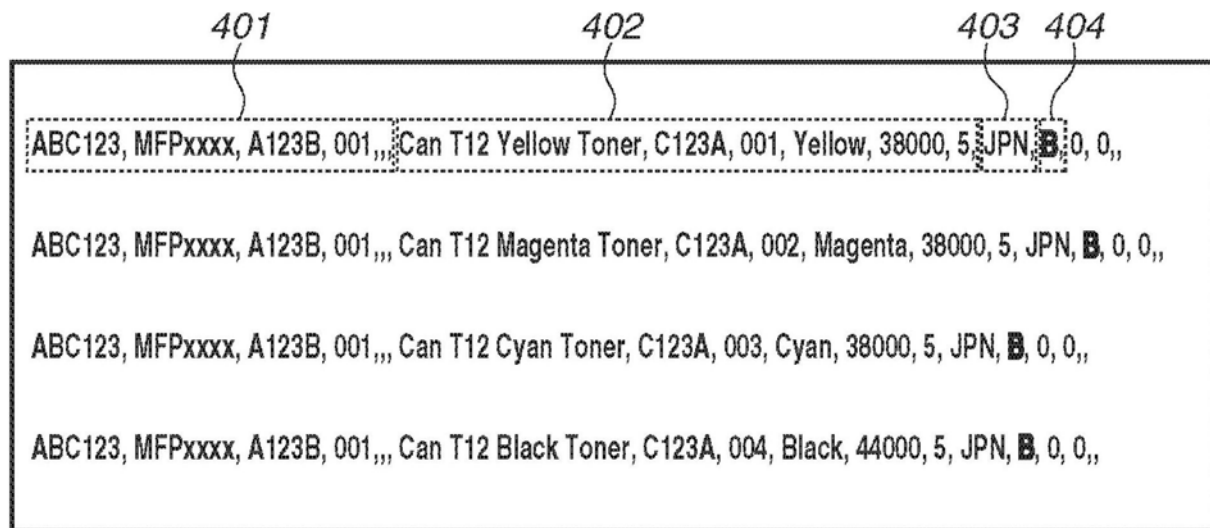 401 402 403 404
ABC123, MFPxxxx, A123B, 001,,, Can T12 Yellow Toner, C123A, 001, Yellow, 38000, 5, JPN, B, 0, 0,,
ABC123, MFPxxxx, A123B, 001,,, Can T12 Magenta Toner, C123A, 002, Magenta, 38000, 5, JPN, B, 0, 0,,
ABC123, MFPxxxx, A123B, 001,,, Can T12 Cyan Toner, C123A, 003, Cyan, 38000, 5, JPN, B, 0, 0,,
ABC123, MFPxxxx, A123B, 001,,, Can T12 Black Toner, C123A, 004, Black, 44000, 5, JPN, B, 0, 0,,